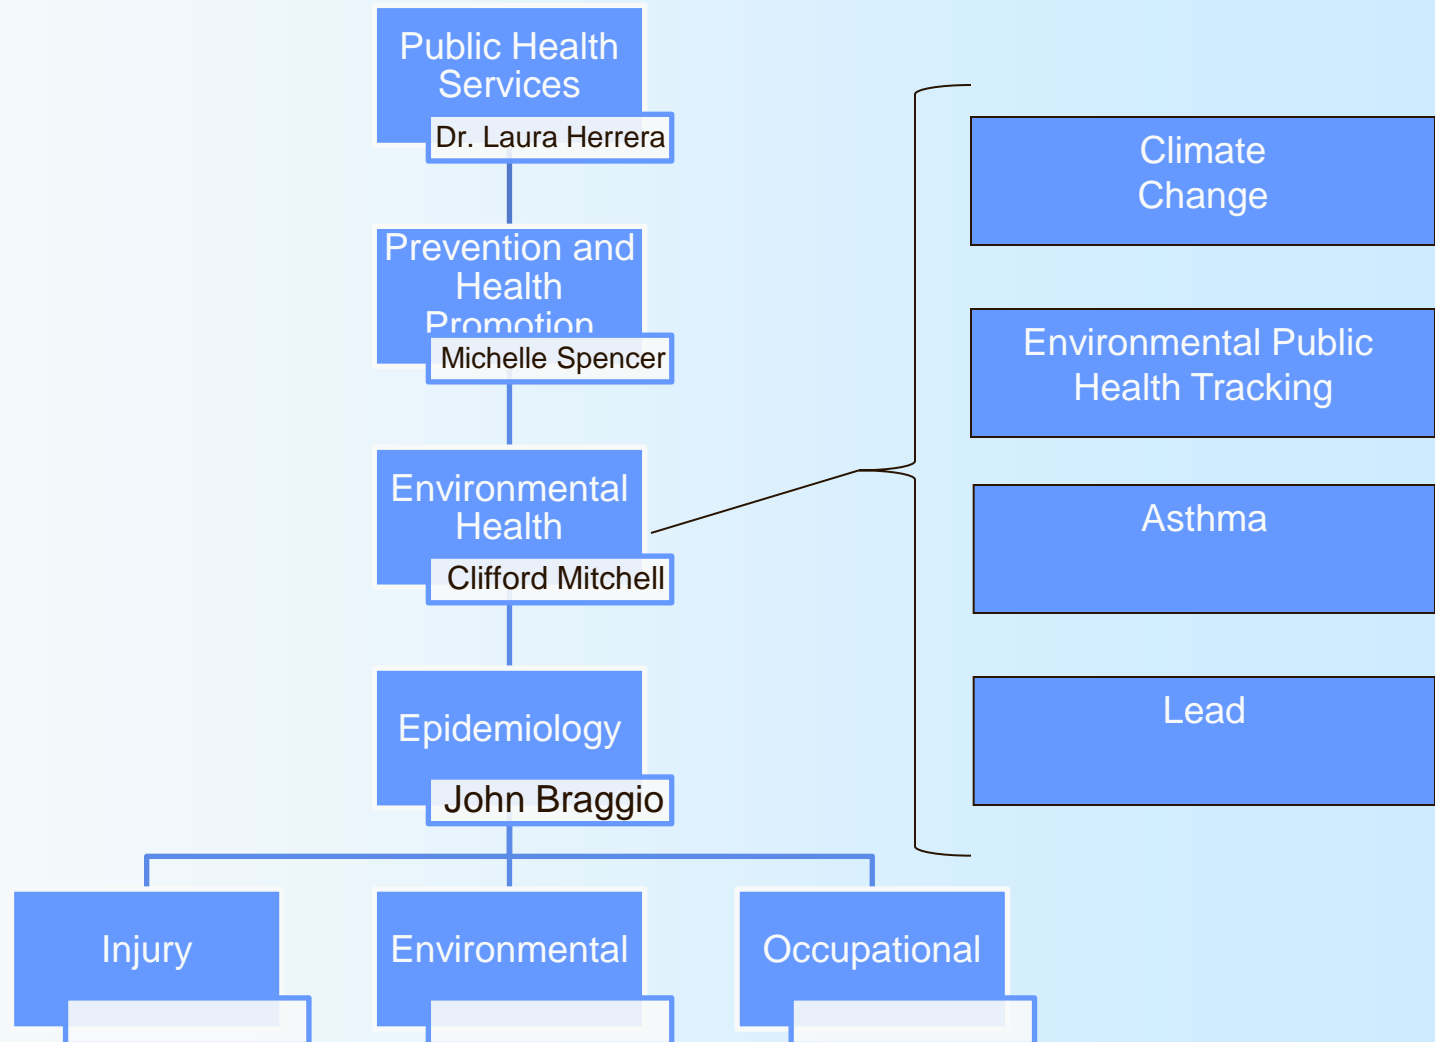 Public Health
Services
Dr. Laura Herrera
Prevention and
Health
Promotion
Michelle Spencer
Environmental
Health
Clifford Mitchell
Epidemiology
John Braggio
Injury
Environmental
Occupational
Climate
Change
Environmental Public
Health Tracking
Asthma
Lead